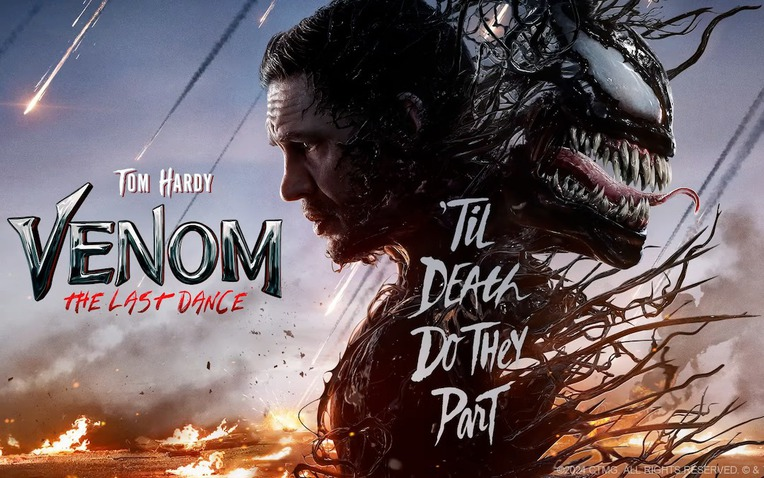 TOM HARDY
VENOM
THE LAST DANCE
'TIL
DEATH
DO THEY
PART
©2024 CTMG. ALL RIGHTS RESERVED. © &